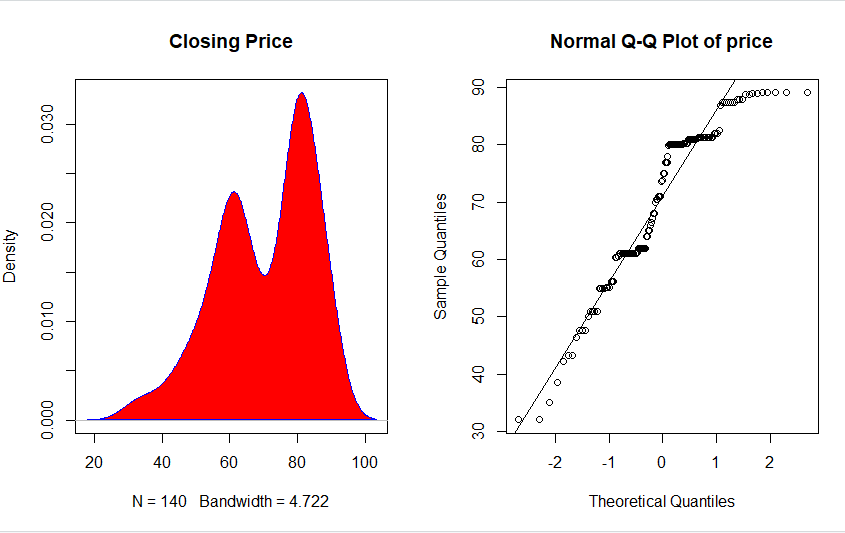 Closing Price
Density
0.000
0.010
0.020
0.030
20 40 60 80 100
N = 140 Bandwidth = 4.722
Normal Q-Q Plot of price
Sample Quantiles
30
40
50
60
70
80
90
-2 -1 0 1 2
Theoretical Quantiles